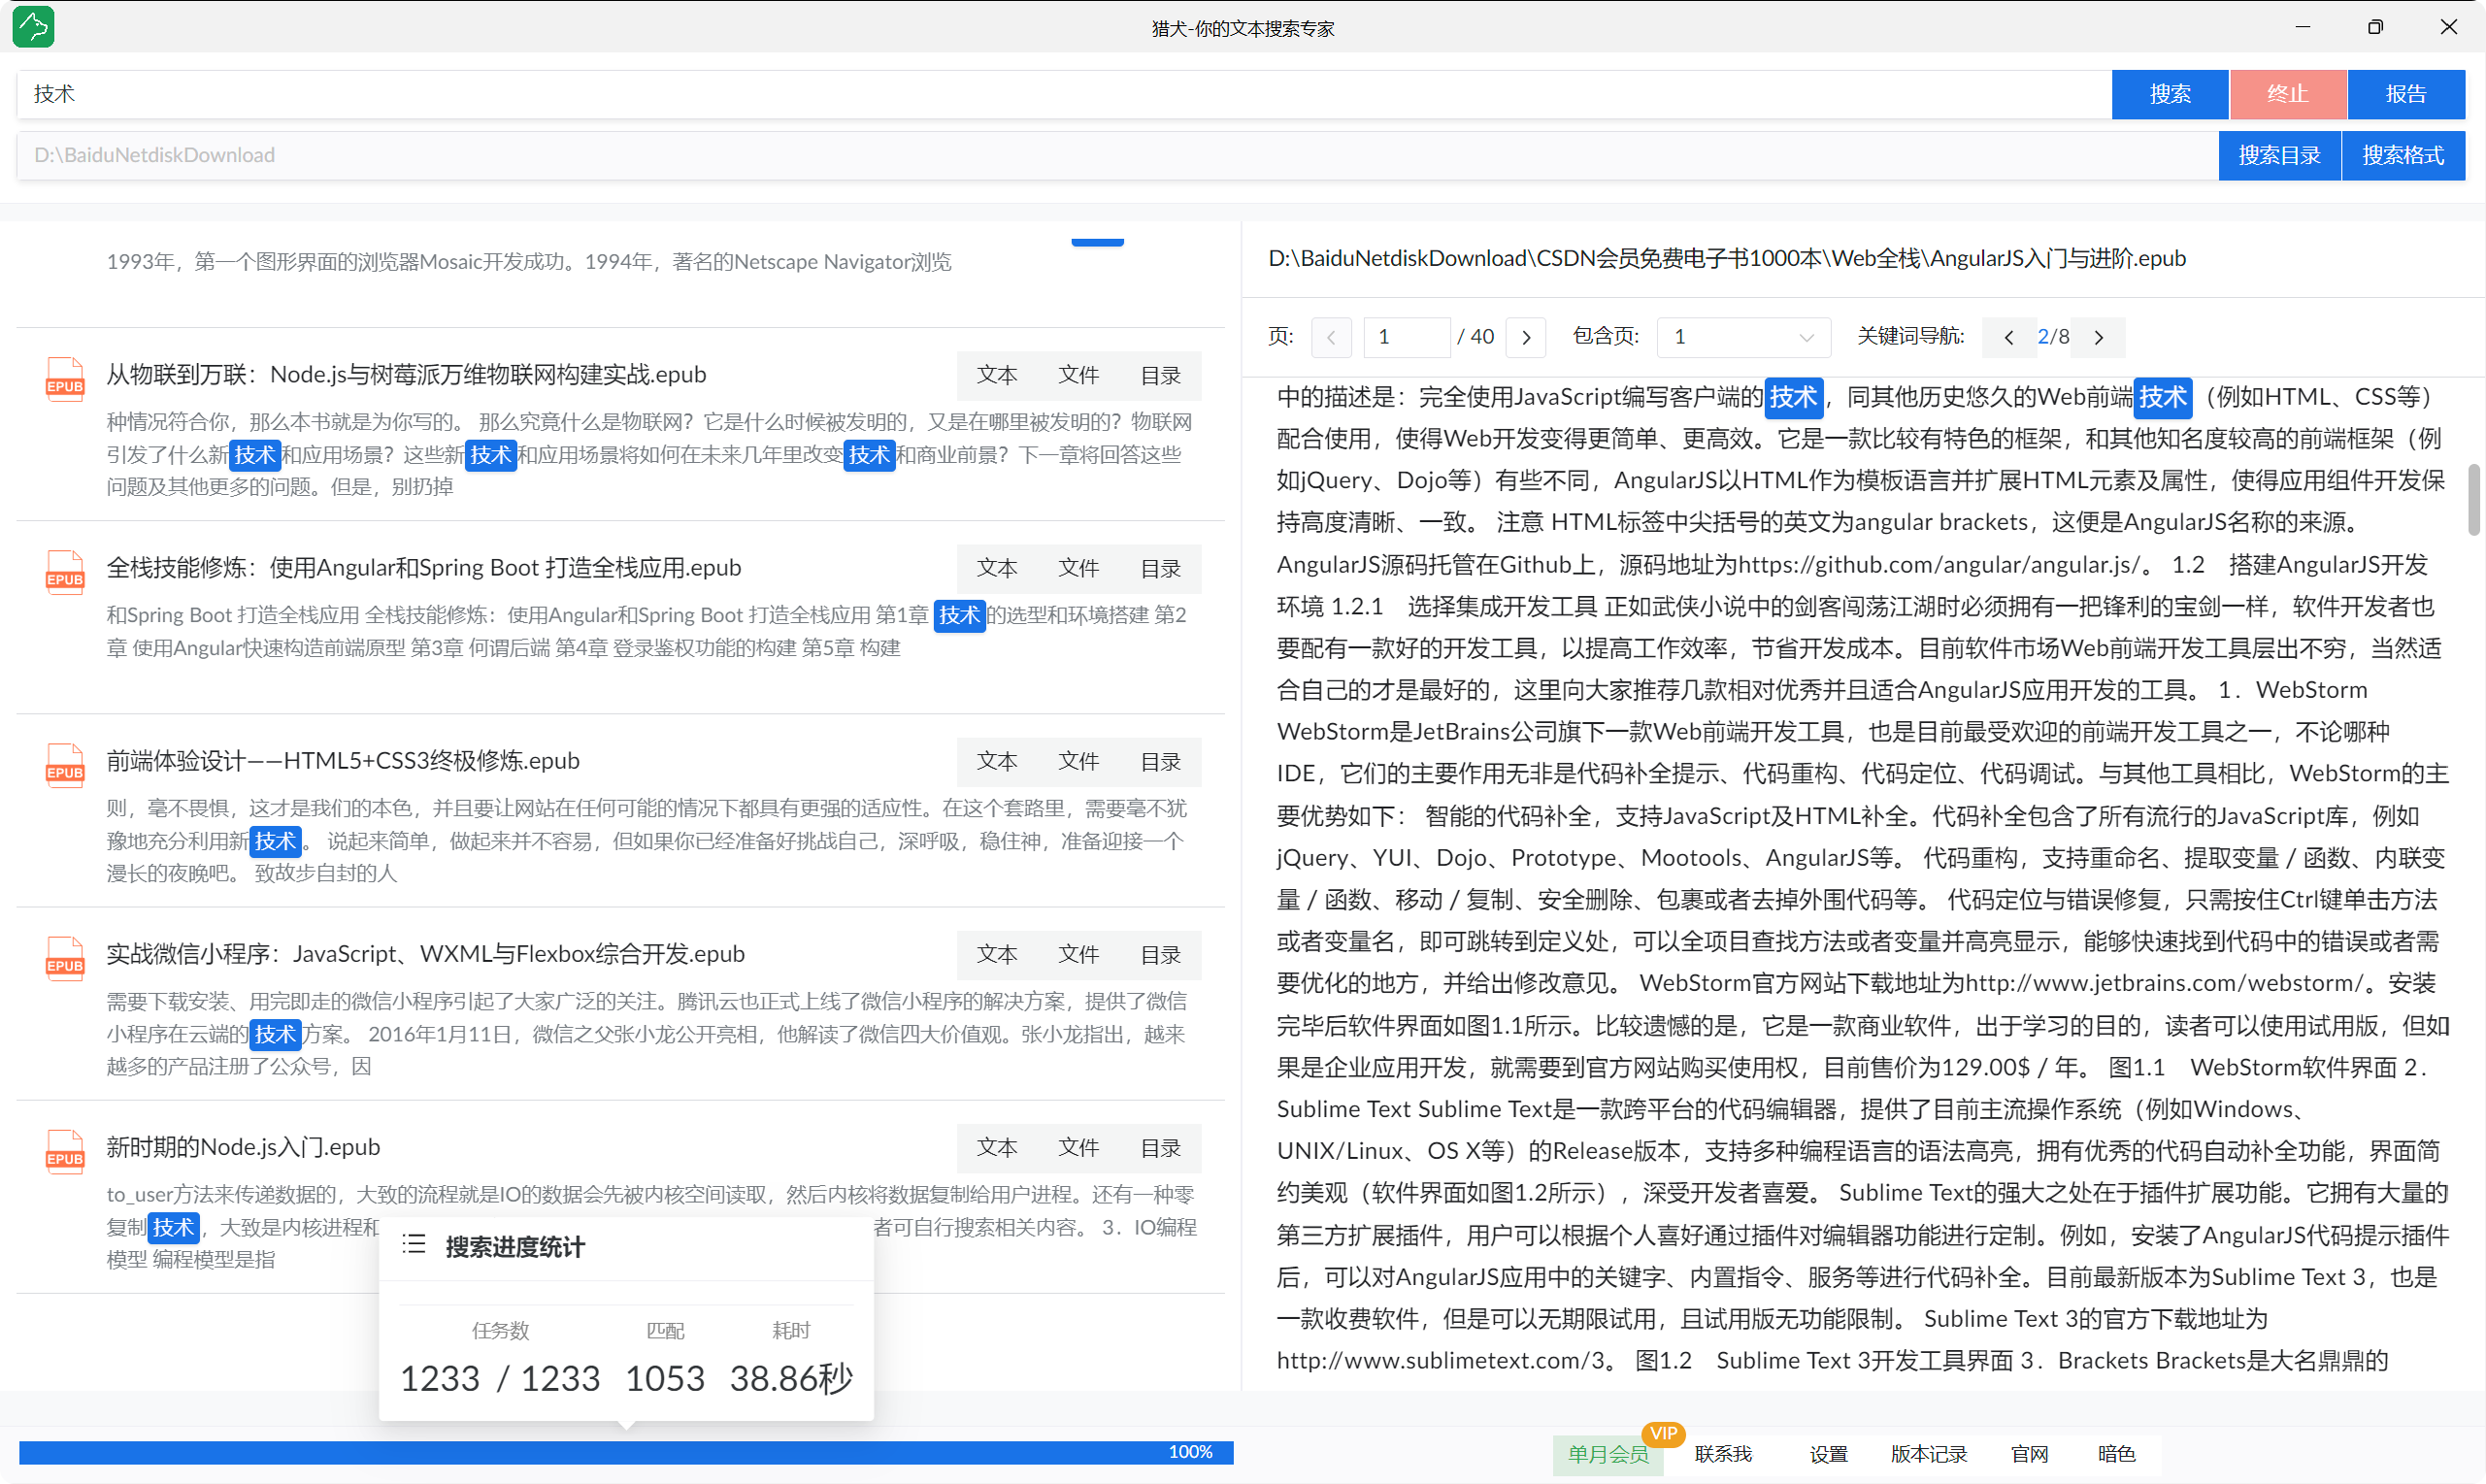 猎犬-你的文本搜索专家
技术
搜索
终止
报告
D:\BaiduNetdiskDownload
搜索目录
搜索格式
1993年，第一个图形界面的浏览器Mosaic开发成功。1994年，著名的Netscape Navigator浏览
EPUB
从物联到万联：Node.js与树莓派万维物联网构建实战.epub
文本 文件 目录
种情况符合你，那么本书就是为你写的。 那么究竟什么是物联网？它是什么时候被发明的，又是在哪里被发明的？物联网
引发了什么新技术和应用场景？这些新技术和应用场景将如何在未来几年里改变技术和商业前景？下一章将回答这些
问题及其他更多的问题。但是，别扔掉
EPUB
全栈技能修炼：使用Angular和Spring Boot 打造全栈应用.epub
文本 文件 目录
和Spring Boot 打造全栈应用 全栈技能修炼：使用Angular和Spring Boot 打造全栈应用 第1章 技术的选型和环境搭建 第2
章 使用Angular快速构造前端原型 第3章 何谓后端 第4章 登录鉴权功能的构建 第5章 构建
EPUB
前端体验设计——HTML5+CSS3终极修炼.epub
文本 文件 目录
则，毫不畏惧，这才是我们的本色，并且要让网站在任何可能的情况下都具有更强的适应性。在这个套路里，需要毫不犹
豫地充分利用新技术。 说起来简单，做起来并不容易，但如果你已经准备好挑战自己，深呼吸，稳住神，准备迎接一个
漫长的夜晚吧。 致故步自封的人
EPUB
实战微信小程序：JavaScript、WXML与Flexbox综合开发.epub
文本 文件 目录
需要下载安装、用完即走的微信小程序引起了大家广泛的关注。腾讯云也正式上线了微信小程序的解决方案，提供了微信
小程序在云端的技术方案。 2016年1月11日，微信之父张小龙公开亮相，他解读了微信四大价值观。张小龙指出，越来
越多的产品注册了公众号，因
EPUB
新时期的Node.js入门.epub
文本 文件 目录
to_user方法来传递数据的，大致的流程就是IO的数据会先被内核空间读取，然后内核将数据复制给用户进程。还有一种零
复制技术，大致是内核进程和 者可自行搜索相关内容。 3．IO编程
模型 编程模型是指
搜索进度统计
任务数 匹配 耗时
1233 / 1233 1053 38.86秒
100%
D:\BaiduNetdiskDownload\CSDN会员免费电子书1000本\Web全栈\AngularJS入门与进阶.epub
页: 1 / 40 包含页: 1 关键词导航: 2/8
中的描述是：完全使用JavaScript编写客户端的技术，同其他历史悠久的Web前端技术（例如HTML、CSS等）
配合使用，使得Web开发变得更简单、更高效。它是一款比较有特色的框架，和其他知名度较高的前端框架（例
如jQuery、Dojo等）有些不同，AngularJS以HTML作为模板语言并扩展HTML元素及属性，使得应用组件开发保
持高度清晰、一致。 注意 HTML标签中尖括号的英文为angular brackets，这便是AngularJS名称的来源。
AngularJS源码托管在Github上，源码地址为https://github.com/angular/angular.js/。 1.2　搭建AngularJS开发
环境 1.2.1　选择集成开发工具 正如武侠小说中的剑客闯荡江湖时必须拥有一把锋利的宝剑一样，软件开发者也
要配有一款好的开发工具，以提高工作效率，节省开发成本。目前软件市场Web前端开发工具层出不穷，当然适
合自己的才是最好的，这里向大家推荐几款相对优秀并且适合AngularJS应用开发的工具。 1．WebStorm
WebStorm是JetBrains公司旗下一款Web前端开发工具，也是目前最受欢迎的前端开发工具之一，不论哪种
IDE，它们的主要作用无非是代码补全提示、代码重构、代码定位、代码调试。与其他工具相比，WebStorm的主
要优势如下： 智能的代码补全，支持JavaScript及HTML补全。代码补全包含了所有流行的JavaScript库，例如
jQuery、YUI、Dojo、Prototype、Mootools、AngularJS等。 代码重构，支持重命名、提取变量 / 函数、内联变
量 / 函数、移动 / 复制、安全删除、包裹或者去掉外围代码等。 代码定位与错误修复，只需按住Ctrl键单击方法
或者变量名，即可跳转到定义处，可以全项目查找方法或者变量并高亮显示，能够快速找到代码中的错误或者需
要优化的地方，并给出修改意见。 WebStorm官方网站下载地址为http://www.jetbrains.com/webstorm/。安装
完毕后软件界面如图1.1所示。比较遗憾的是，它是一款商业软件，出于学习的目的，读者可以使用试用版，但如
果是企业应用开发，就需要到官方网站购买使用权，目前售价为129.00$ / 年。 图1.1　WebStorm软件界面 2．
Sublime Text Sublime Text是一款跨平台的代码编辑器，提供了目前主流操作系统（例如Windows、
UNIX/Linux、OS X等）的Release版本，支持多种编程语言的语法高亮，拥有优秀的代码自动补全功能，界面简
约美观（软件界面如图1.2所示），深受开发者喜爱。 Sublime Text的强大之处在于插件扩展功能。它拥有大量的
第三方扩展插件，用户可以根据个人喜好通过插件对编辑器功能进行定制。例如，安装了AngularJS代码提示插件
后，可以对AngularJS应用中的关键字、内置指令、服务等进行代码补全。目前最新版本为Sublime Text 3，也是
一款收费软件，但是可以无期限试用，且试用版无功能限制。 Sublime Text 3的官方下载地址为
http://www.sublimetext.com/3。 图1.2　Sublime Text 3开发工具界面 3．Brackets Brackets是大名鼎鼎的
VIP
单月会员 联系我 设置 版本记录 官网 暗色